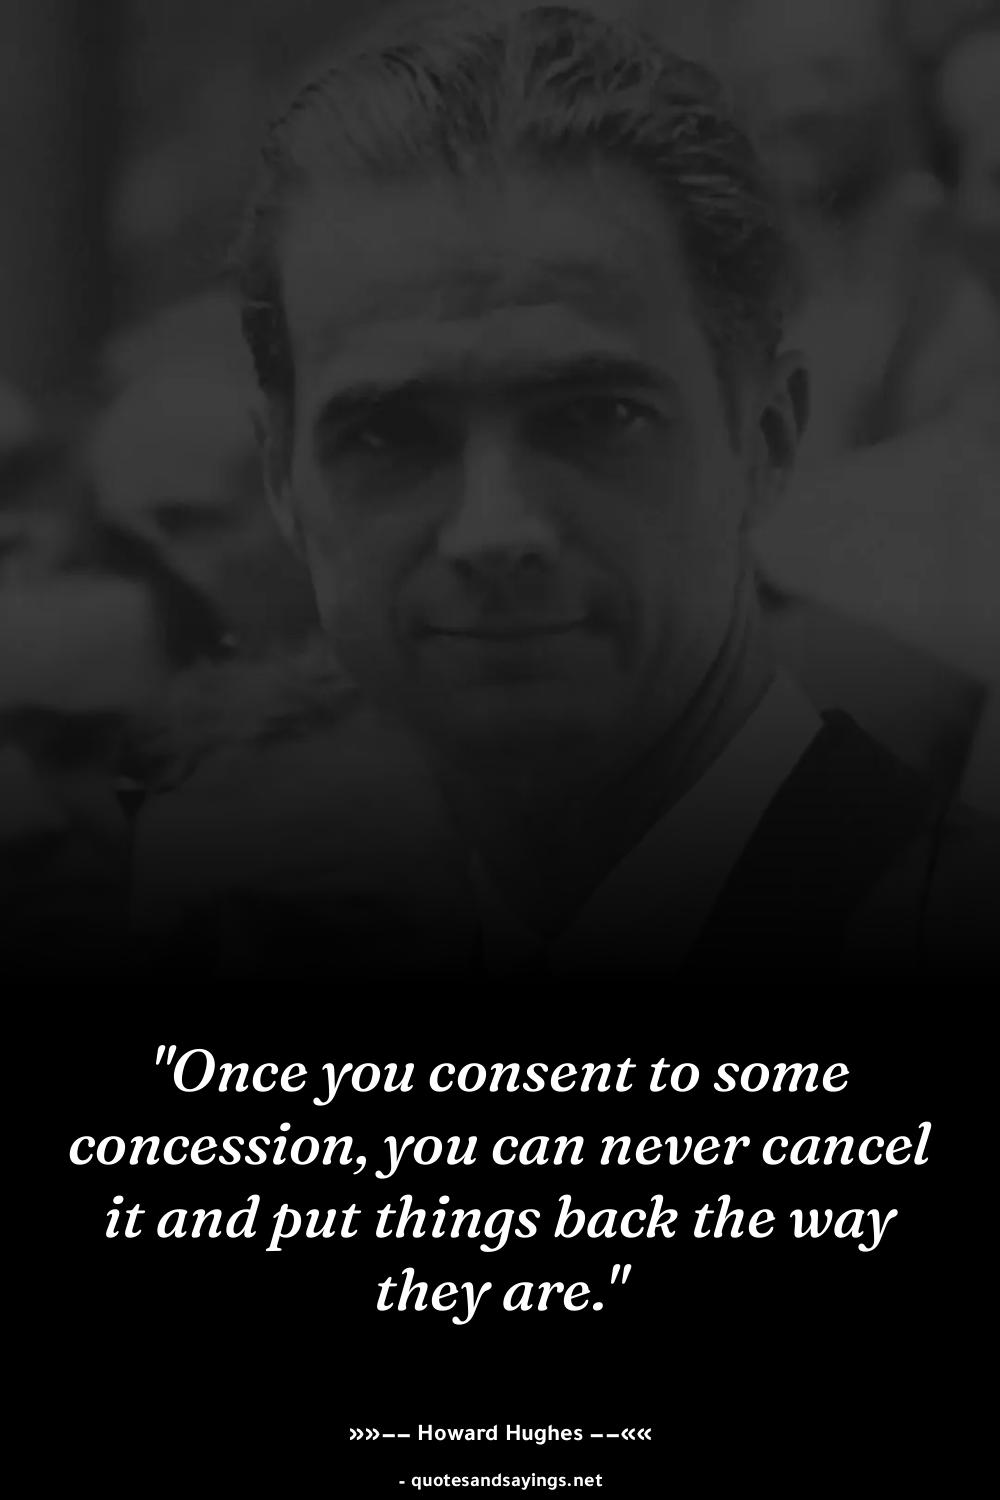 "Once you consent to some
concession, you can never cancel
it and put things back the way
they are."
»»–– Howard Hughes ––««
- quotesandsayings.net